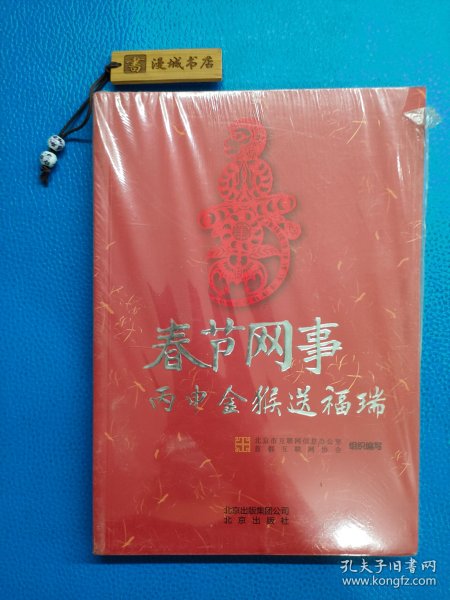 漫城书店
春节网事
丙申金猴送福瑞
北京市互联网信息办公室
首都互联网协会
组织编写
北京出版集团公司
北京出版社
孔夫子旧书网
www.kongfz.com